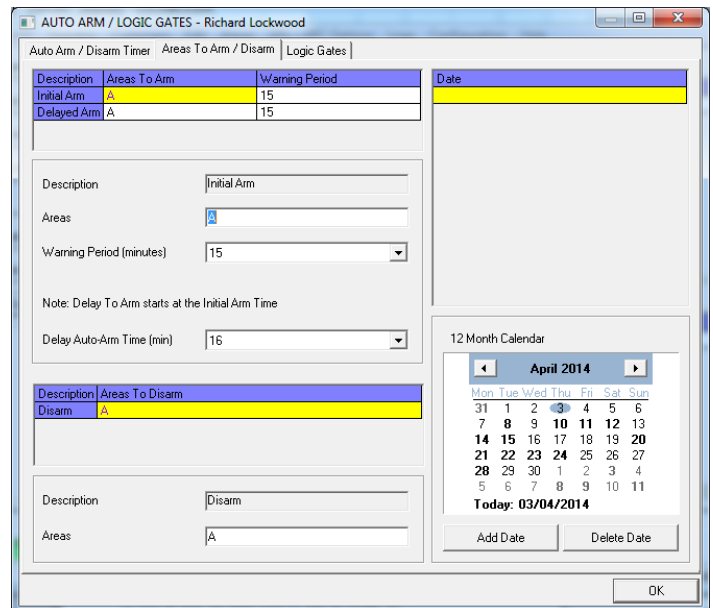 AUTO ARM / LOGIC GATES - Richard Lockwood
Auto Arm / Disarm Timer Areas To Arm / Disarm Logic Gates
Description Areas To Arm Warning Period
Initial Arm A 15
Delayed Arm A 15
Description Initial Arm
Areas A
Warning Period (minutes) 15
Note: Delay To Arm starts at the Initial Arm Time
Delay Auto-Arm Time (min) 16
Description Areas To Disarm
Disarm A
Description Disarm
Areas A
Date
12 Month Calendar
April 2014
Mon Tue Wed Thu Fri Sat Sun
31 1 2 3 4 5 6
7 8 9 10 11 12 13
14 15 16 17 18 19 20
21 22 23 24 25 26 27
28 29 30 1 2 3 4
5 6 7 8 9 10 11
Today: 03/04/2014
Add Date Delete Date
OK